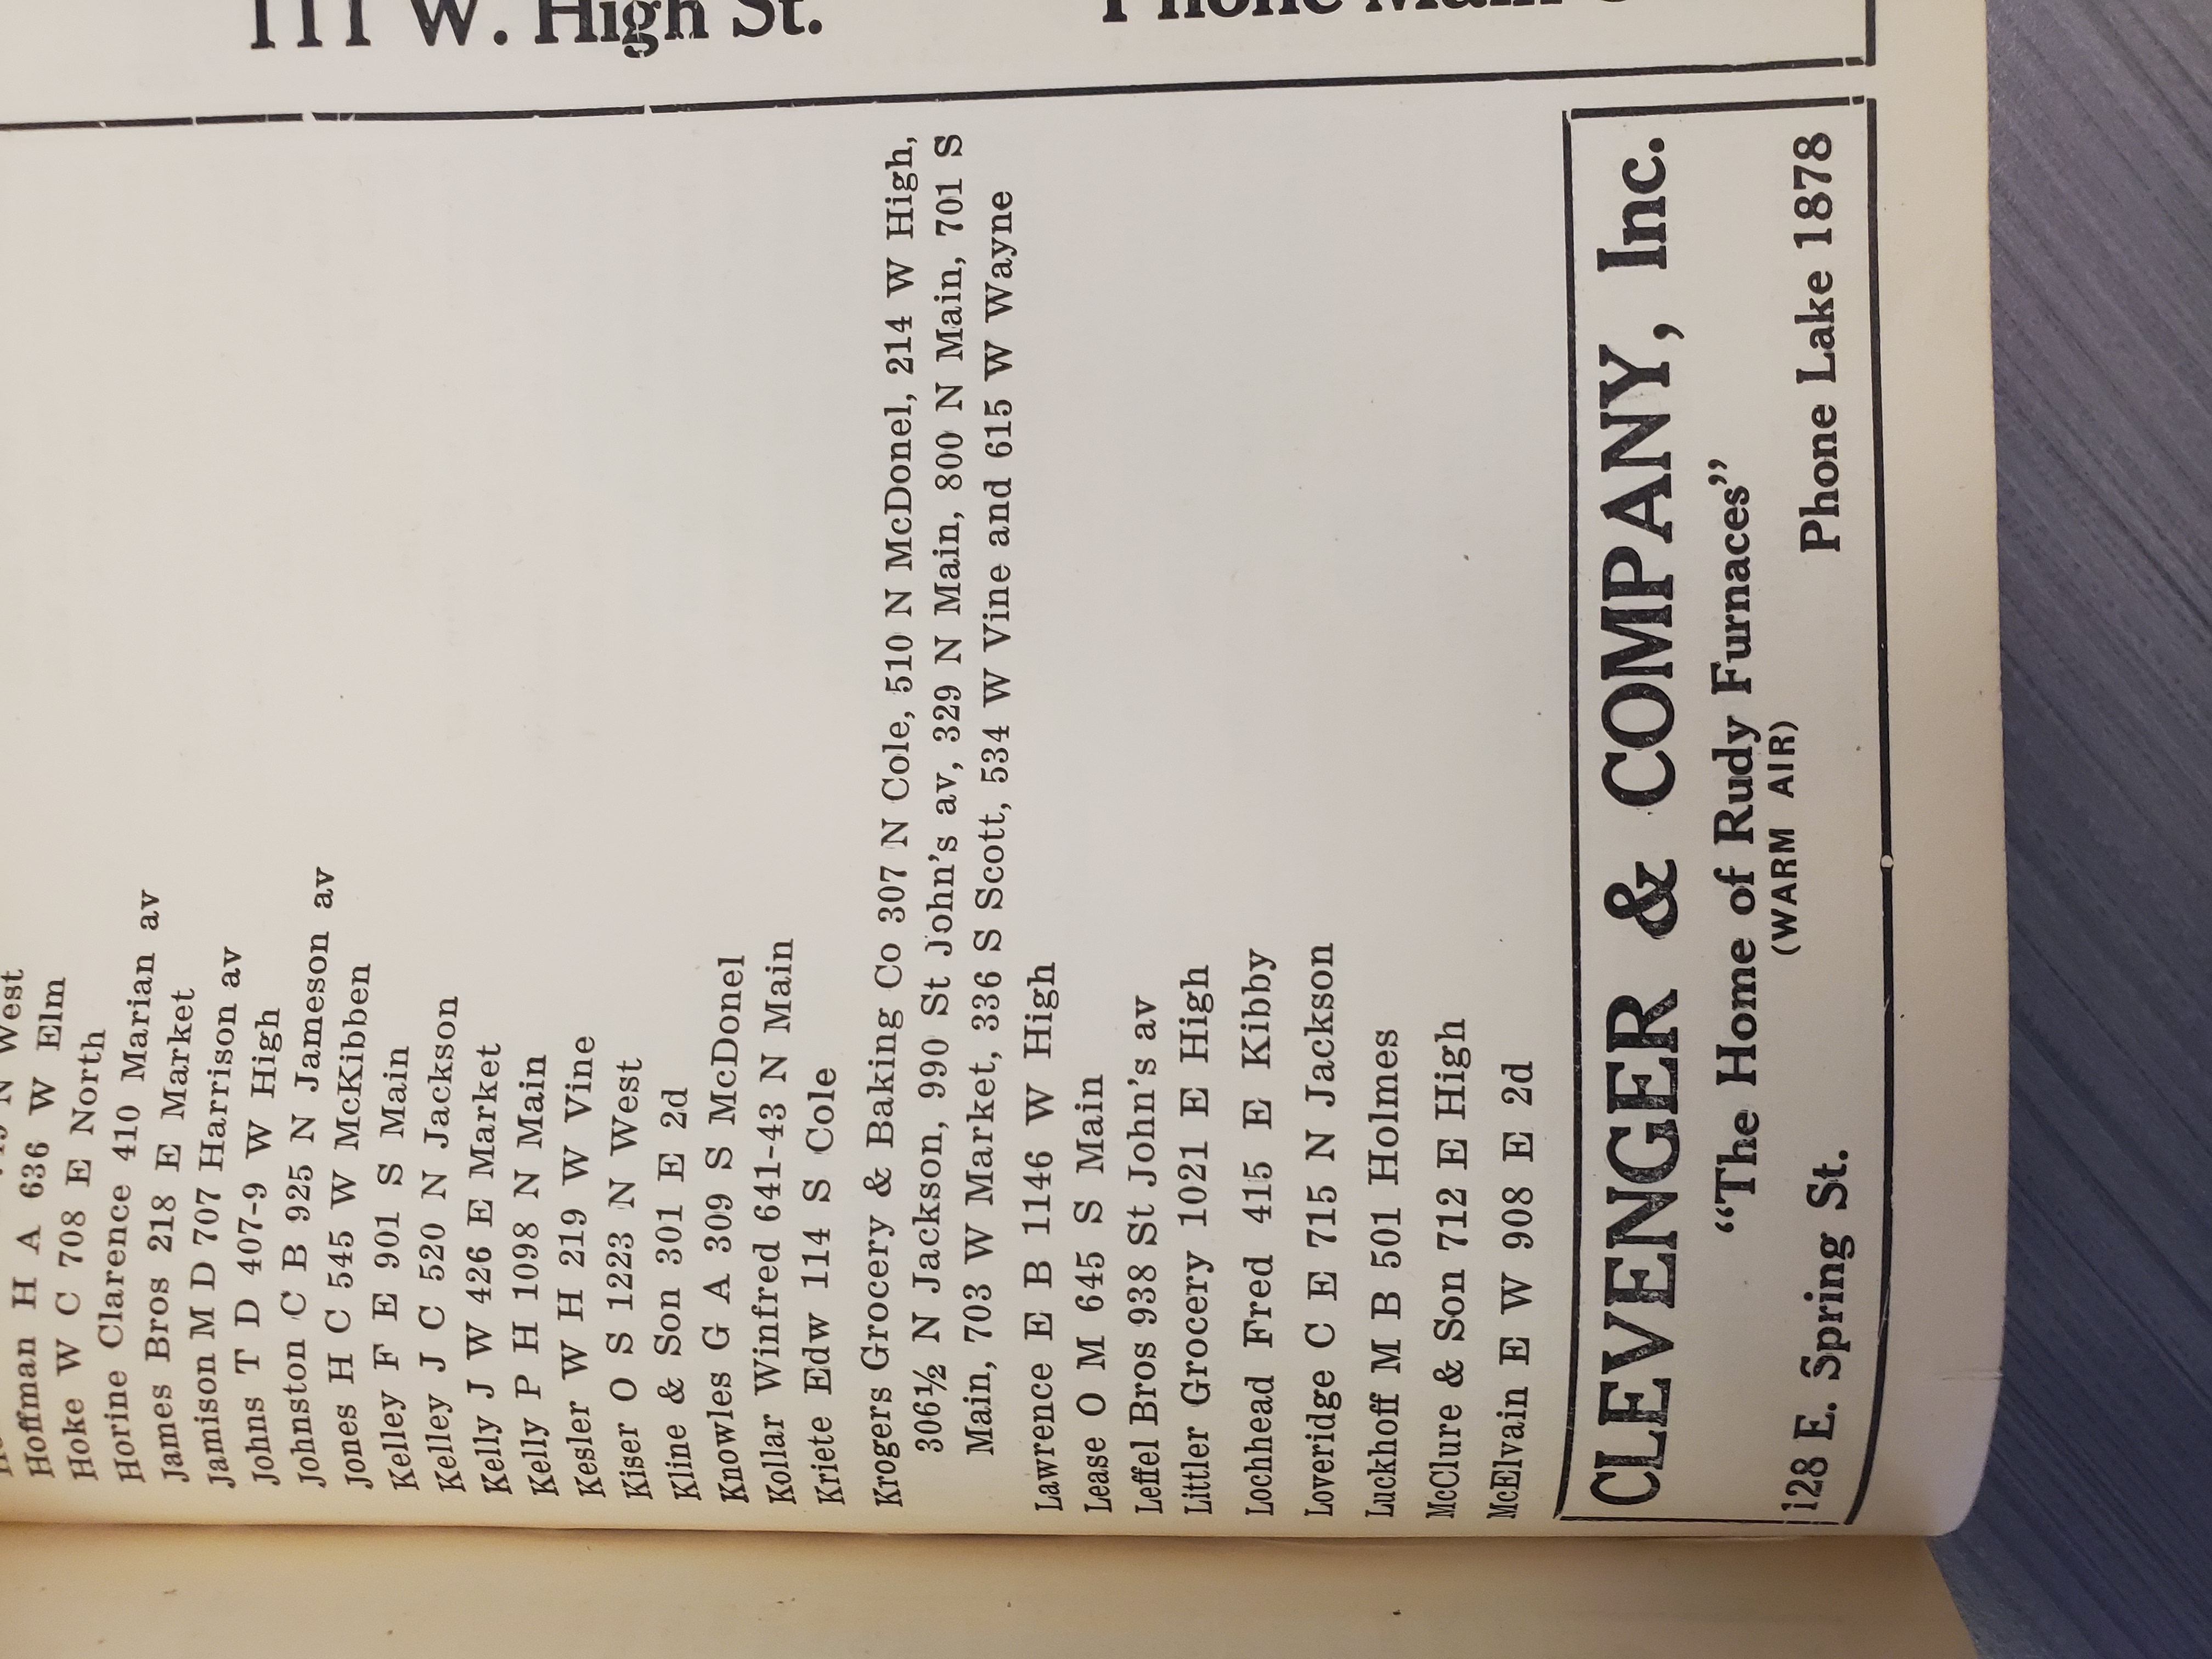 111 W. High St.
N West
Hoffman H A 636 W Elm
Hoke W C 708 E North
Horine Clarence 410 Marian av
James Bros 218 E Market
Jamison M D 707 Harrison av
Johns T D 407-9 W High
Johnston C B 925 N Jameson av
Jones H C 545 W McKibben
Kelley F E 901 S Main
Kelley J C 520 N Jackson
Kelly J W 426 E Market
Kelly P H 1098 N Main
Kesler W H 219 W Vine
Kiser O S 1223 N West
Kline & Son 301 E 2d
Knowles G A 309 S McDonel
Kollar Winfred 641-43 N Main
Kriete Edw 114 S Cole
Krogers Grocery & Baking Co 307 N Cole, 510 N McDonel, 214 W High,
306½ N Jackson, 990 St John's av, 329 N Main, 800 N Main, 701 S
Main, 703 W Market, 336 S Scott, 534 W Vine and 615 W Wayne
Lawrence E B 1146 W High
Lease O M 645 S Main
Leffel Bros 938 St John's av
Littler Grocery 1021 E High
Lochhead Fred 415 E Kibby
Loveridge C E 715 N Jackson
Luckhoff M B 501 Holmes
McClure & Son 712 E High
McElvain E W 908 E 2d
CLEVENGER & COMPANY, Inc.
"The Home of Rudy Furnaces"
(WARM AIR)
128 E. Spring St. Phone Lake 1878